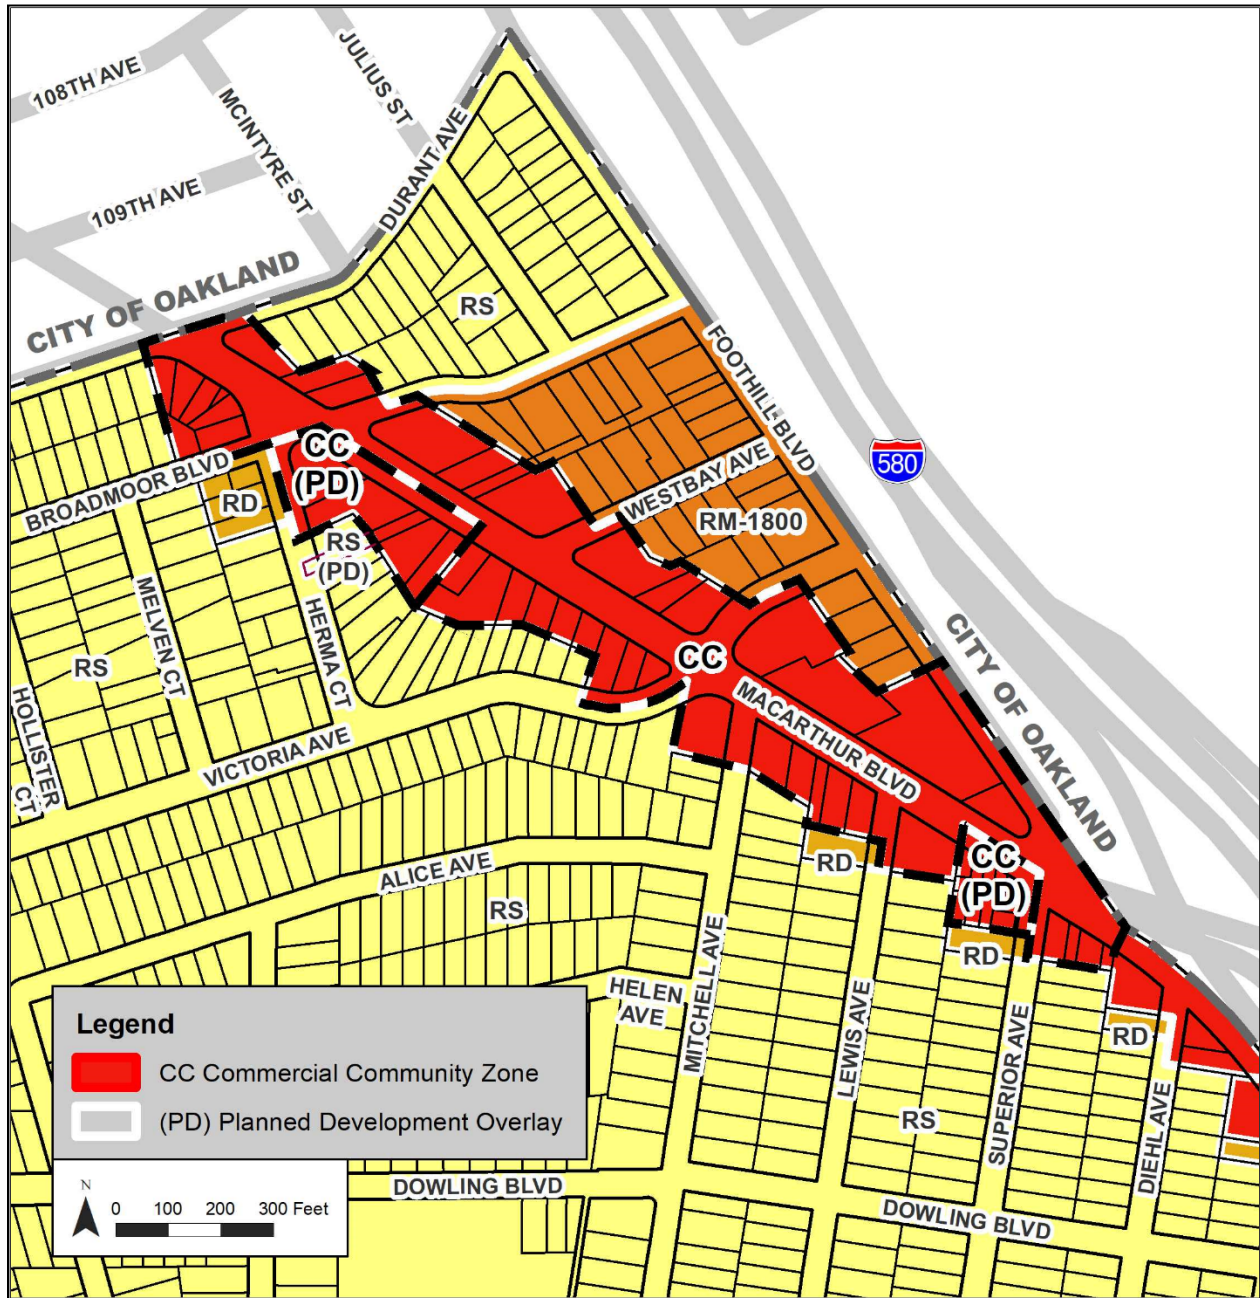 108TH AVE
JULIUS ST
MCINTYRE ST
DURANT AVE
109TH AVE
CITY OF OAKLAND
RS
FOOTHILL BLVD
580
CC
(PD)
BROADMOOR BLVD
RD
WESTBAY AVE
RM-1800
RS
(PD)
MELVEN CT
HERMA CT
RS
HOLLISTER
CT
CC
CITY OF OAKLAND
MACARTHUR BLVD
VICTORIA AVE
ALICE AVE
RD
CC
(PD)
RS
RD
MITCHELL AVE
HELEN
AVE
LEWIS AVE
SUPERIOR AVE
RD
RS
DIEHL AVE
Legend
CC Commercial Community Zone
(PD) Planned Development Overlay
DOWLING BLVD
DOWLING BLVD
N
0 100 200 300 Feet